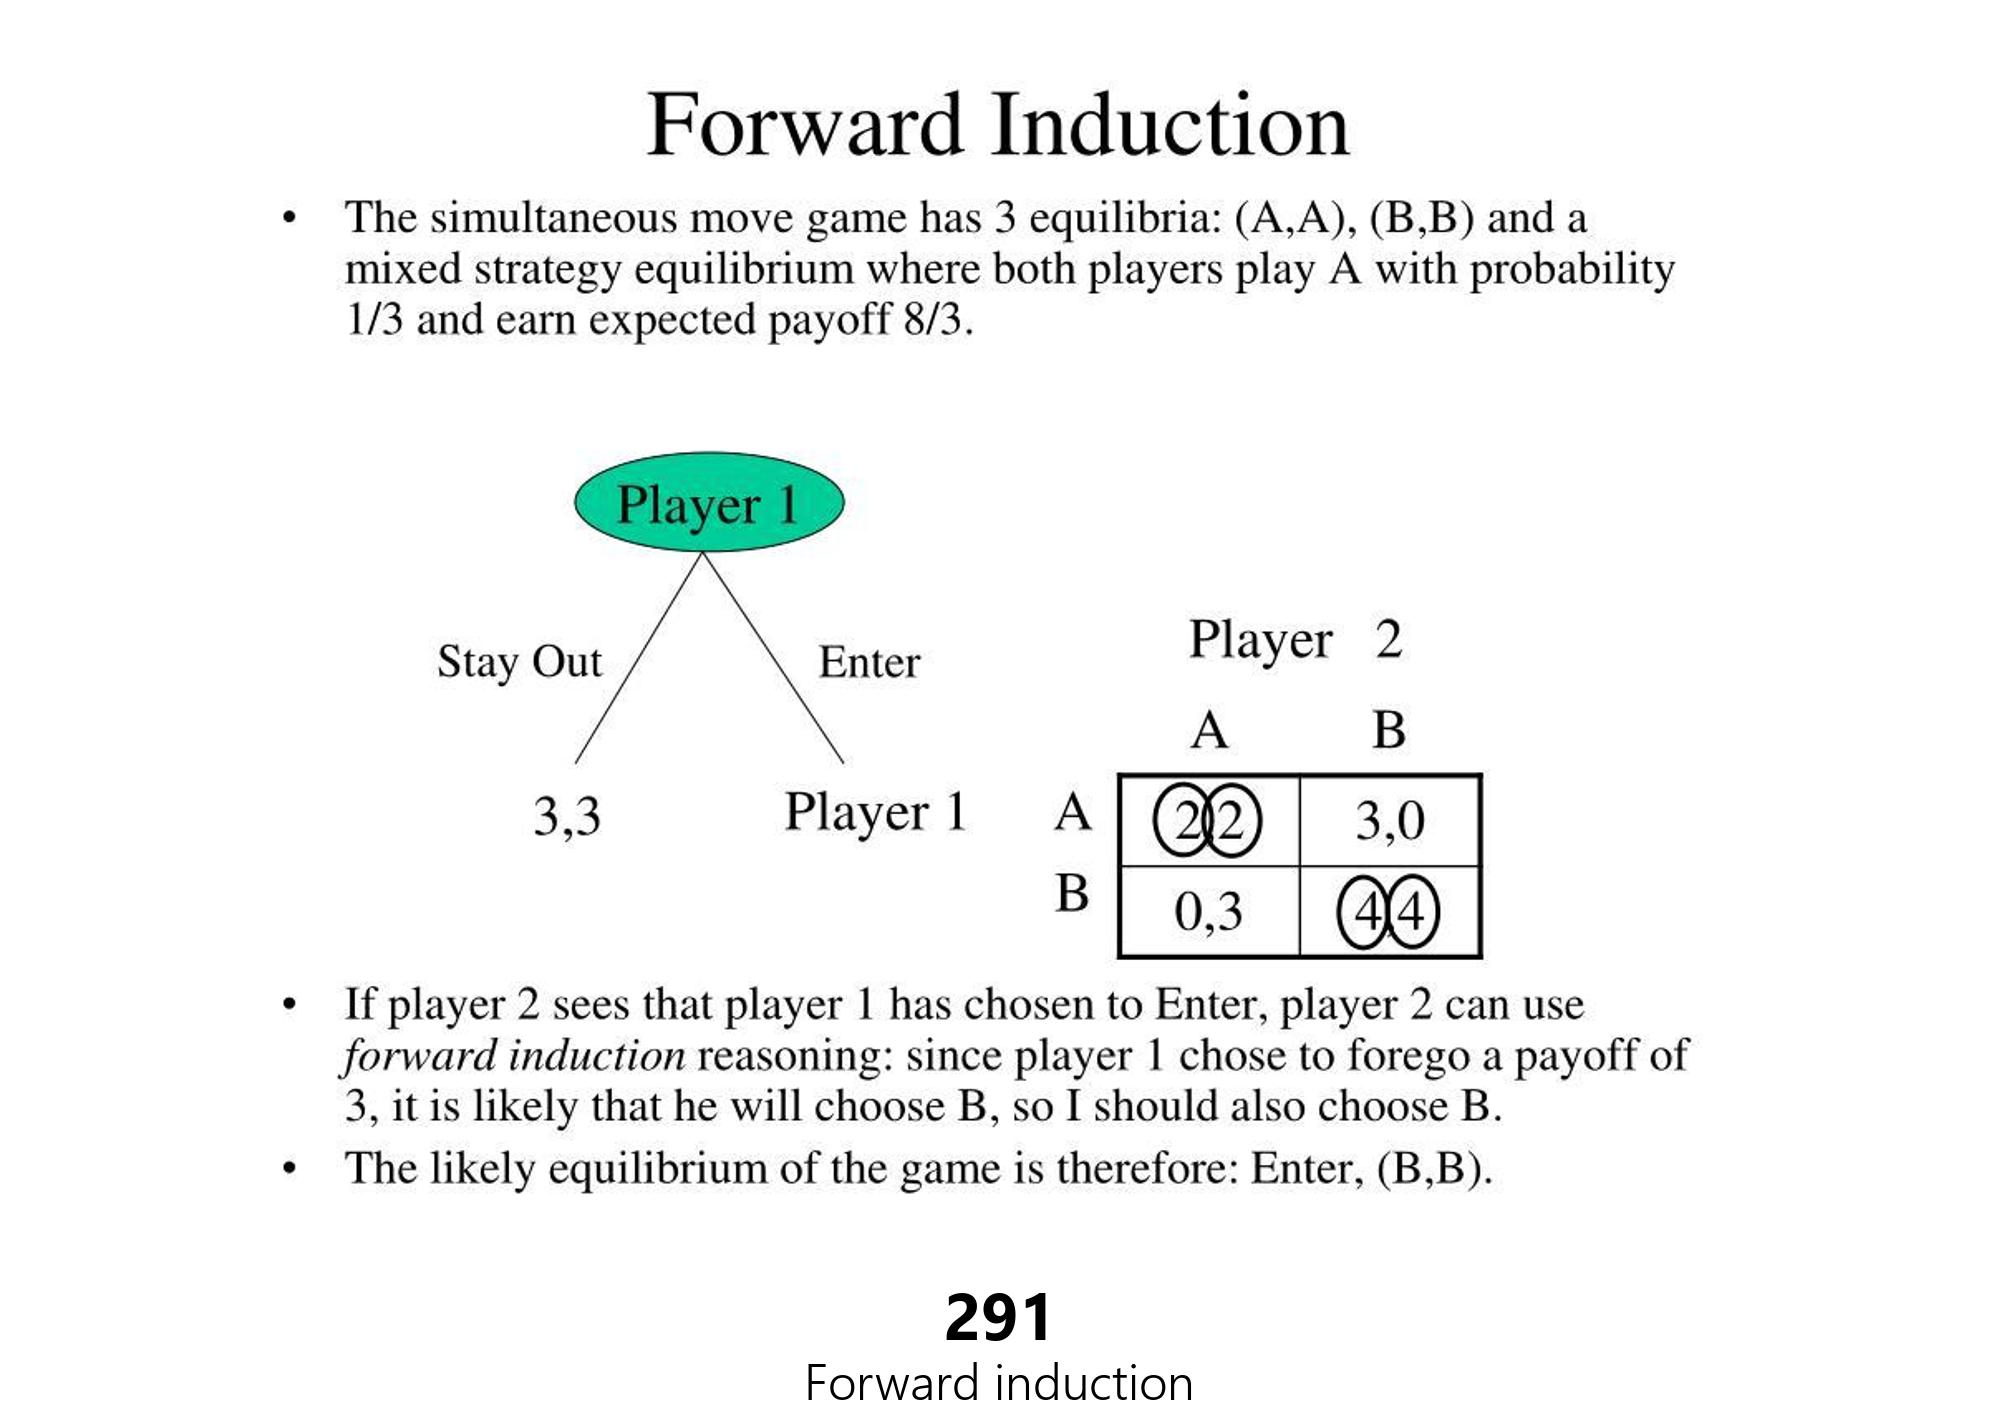 Forward Induction
• The simultaneous move game has 3 equilibria: (A,A), (B,B) and a
mixed strategy equilibrium where both players play A with probability
1/3 and earn expected payoff 8/3.
Player 1
Stay Out
Enter
3,3
Player 1
Player 2
A B
A 2,2 3,0
B 0,3 4,4
• If player 2 sees that player 1 has chosen to Enter, player 2 can use
forward induction reasoning: since player 1 chose to forego a payoff of
3, it is likely that he will choose B, so I should also choose B.
• The likely equilibrium of the game is therefore: Enter, (B,B).
291
Forward induction